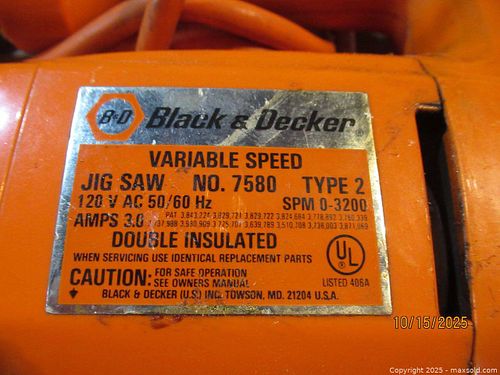 B&D Black & Decker®
VARIABLE SPEED
JIG SAW NO. 7580 TYPE 2
120 V AC 50/60 Hz SPM 0-3200
AMPS 3.0 PAT.
DOUBLE INSULATED
WHEN SERVICING USE IDENTICAL REPLACEMENT PARTS
UL
LISTED 406A
CAUTION: FOR SAFE OPERATION
SEE OWNERS MANUAL
BLACK & DECKER (U.S) INC. TOWSON, MD. 21204 U.S.A.
10/15/2025
Copyright 2025 - maxsold.com